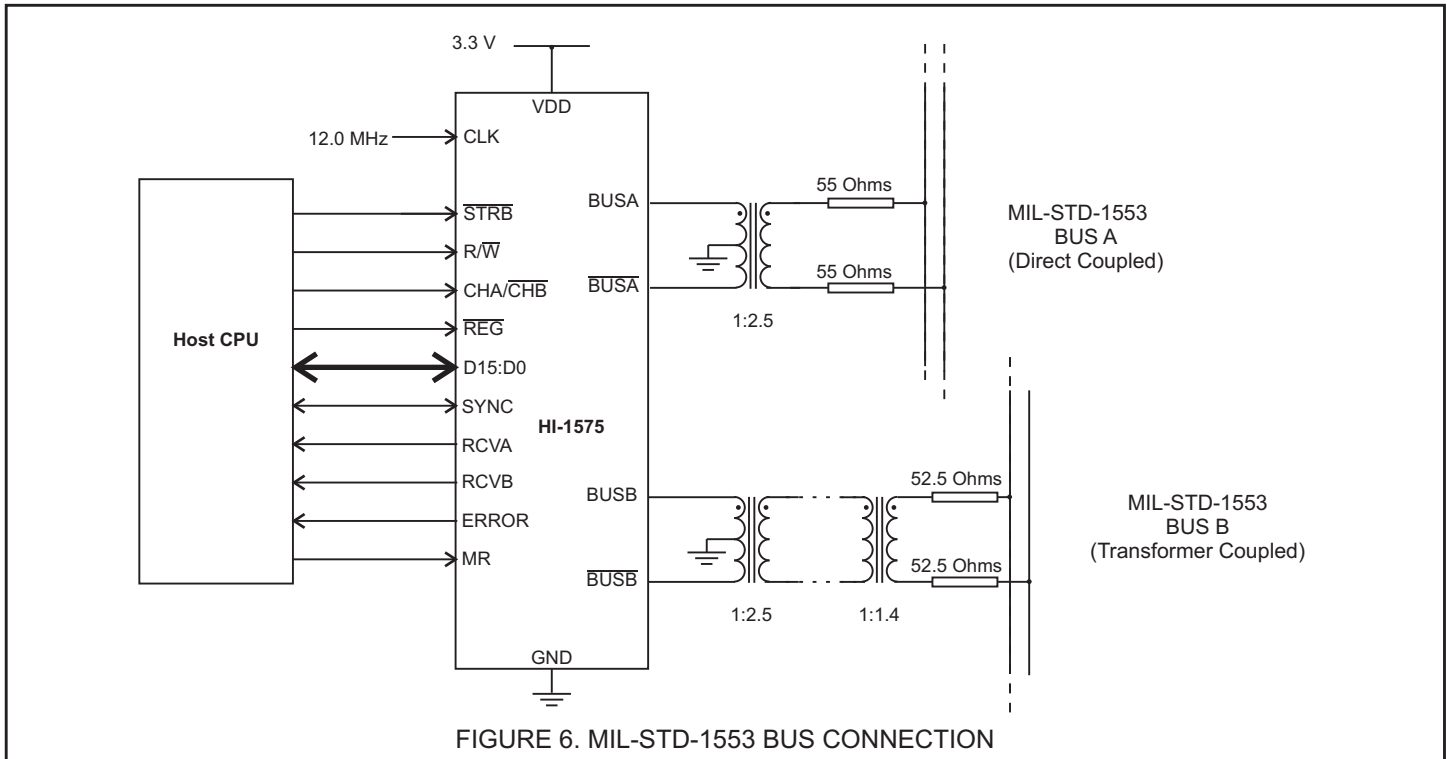 3.3 V
VDD
12.0 MHz
CLK
Host CPU
STRB
R/W
CHA/CHB
REG
D15:D0
SYNC
RCVA
RCVB
ERROR
MR
HI-1575
GND
BUSA
BUSA
1:2.5
55 Ohms
55 Ohms
MIL-STD-1553
BUS A
(Direct Coupled)
BUSB
BUSB
1:2.5
1:1.4
52.5 Ohms
52.5 Ohms
MIL-STD-1553
BUS B
(Transformer Coupled)
FIGURE 6. MIL-STD-1553 BUS CONNECTION